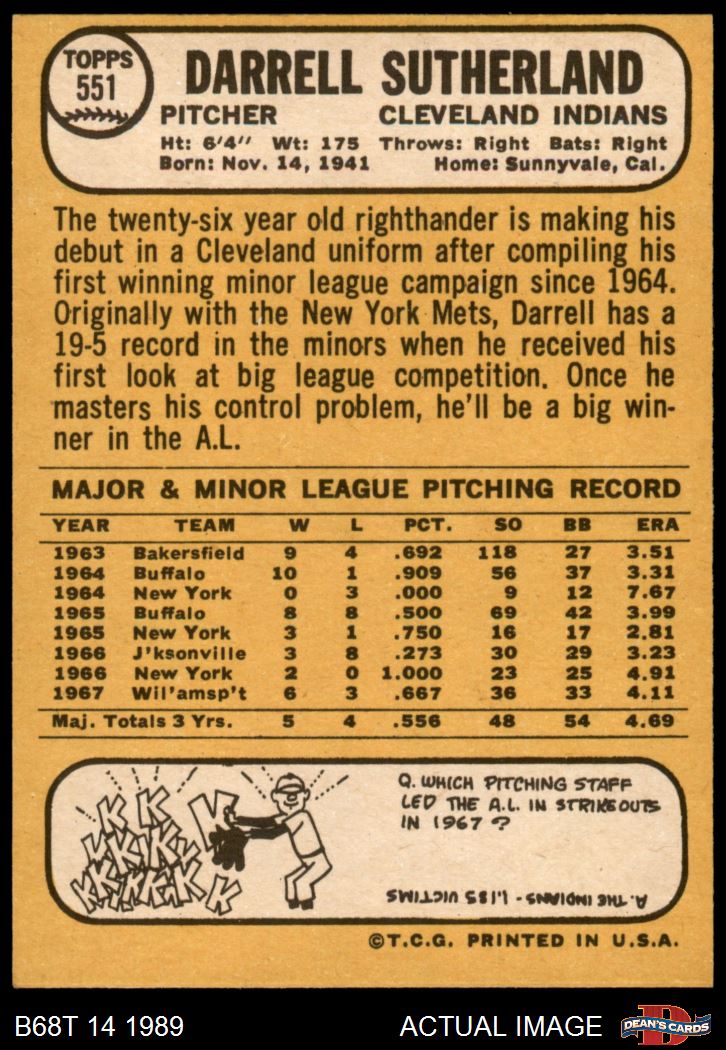 TOPPS
551
DARRELL SUTHERLAND
PITCHER CLEVELAND INDIANS
Ht: 6'4" Wt: 175 Throws: Right Bats: Right
Born: Nov. 14, 1941 Home: Sunnyvale, Cal.
The twenty-six year old righthander is making his
debut in a Cleveland uniform after compiling his
first winning minor league campaign since 1964.
Originally with the New York Mets, Darrell has a
19-5 record in the minors when he received his
first look at big league competition. Once he
masters his control problem, he'll be a big win-
ner in the A.L.
MAJOR & MINOR LEAGUE PITCHING RECORD
YEAR TEAM W L PCT. SO BB ERA
1963 Bakersfield 9 4 .692 118 27 3.51
1964 Buffalo 10 1 .909 56 37 3.31
1964 New York 0 3 .000 9 12 7.67
1965 Buffalo 8 8 .500 69 42 3.99
1965 New York 3 1 .750 16 17 2.81
1966 J'ksonville 3 8 .273 30 29 3.23
1966 New York 2 0 1.000 23 25 4.91
1967 Wil'amsp't 6 3 .667 36 33 4.11
Maj. Totals 3 Yrs. 5 4 .556 48 54 4.69
K K K
K K K K
K K K K K K K
Q. WHICH PITCHING STAFF
LED THE A.L. IN STRIKEOUTS
IN 1967?
A. THE INDIANS - 1,185 VICTIMS
©T.C.G. PRINTED IN U.S.A.
B68T 14 1989 ACTUAL IMAGE
D
DEAN'S CARDS